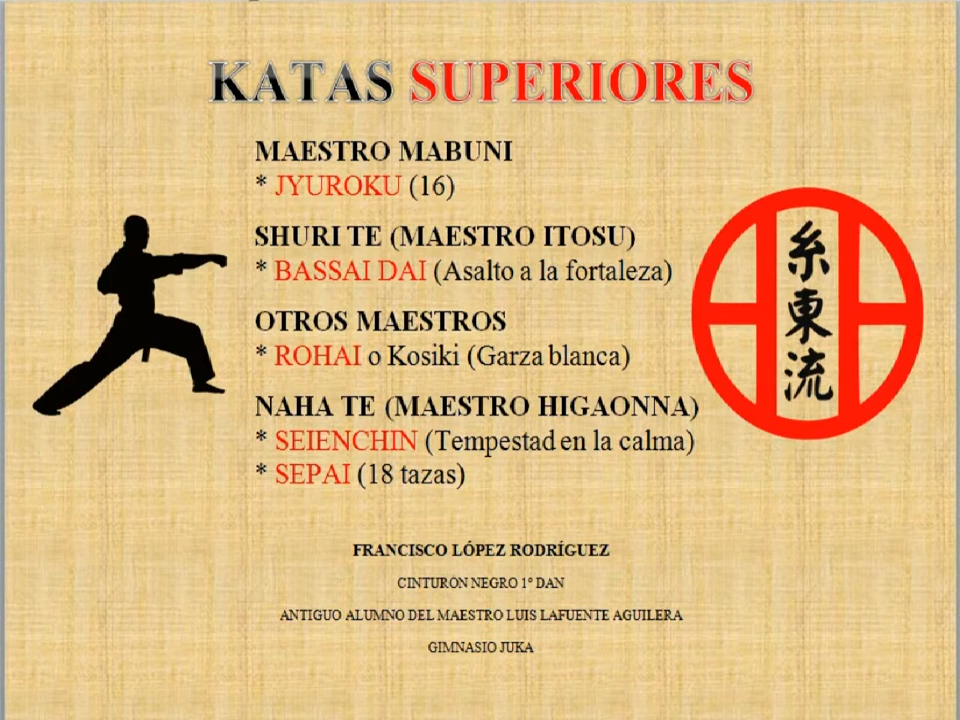 KATAS SUPERIORES
MAESTRO MABUNI
* JYUROKU (16)
SHURI TE (MAESTRO ITOSU)
* BASSAI DAI (Asalto a la fortaleza)
OTROS MAESTROS
* ROHAI o Kosiki (Garza blanca)
NAHA TE (MAESTRO HIGAONNA)
* SEIENCHIN (Tempestad en la calma)
* SEPAI (18 tazas)
糸東流
FRANCISCO LÓPEZ RODRÍGUEZ
CINTURÓN NEGRO 1º DAN
ANTIGUO ALUMNO DEL MAESTRO LUIS LAFUENTE AGUILERA
GIMNASIO JUKA